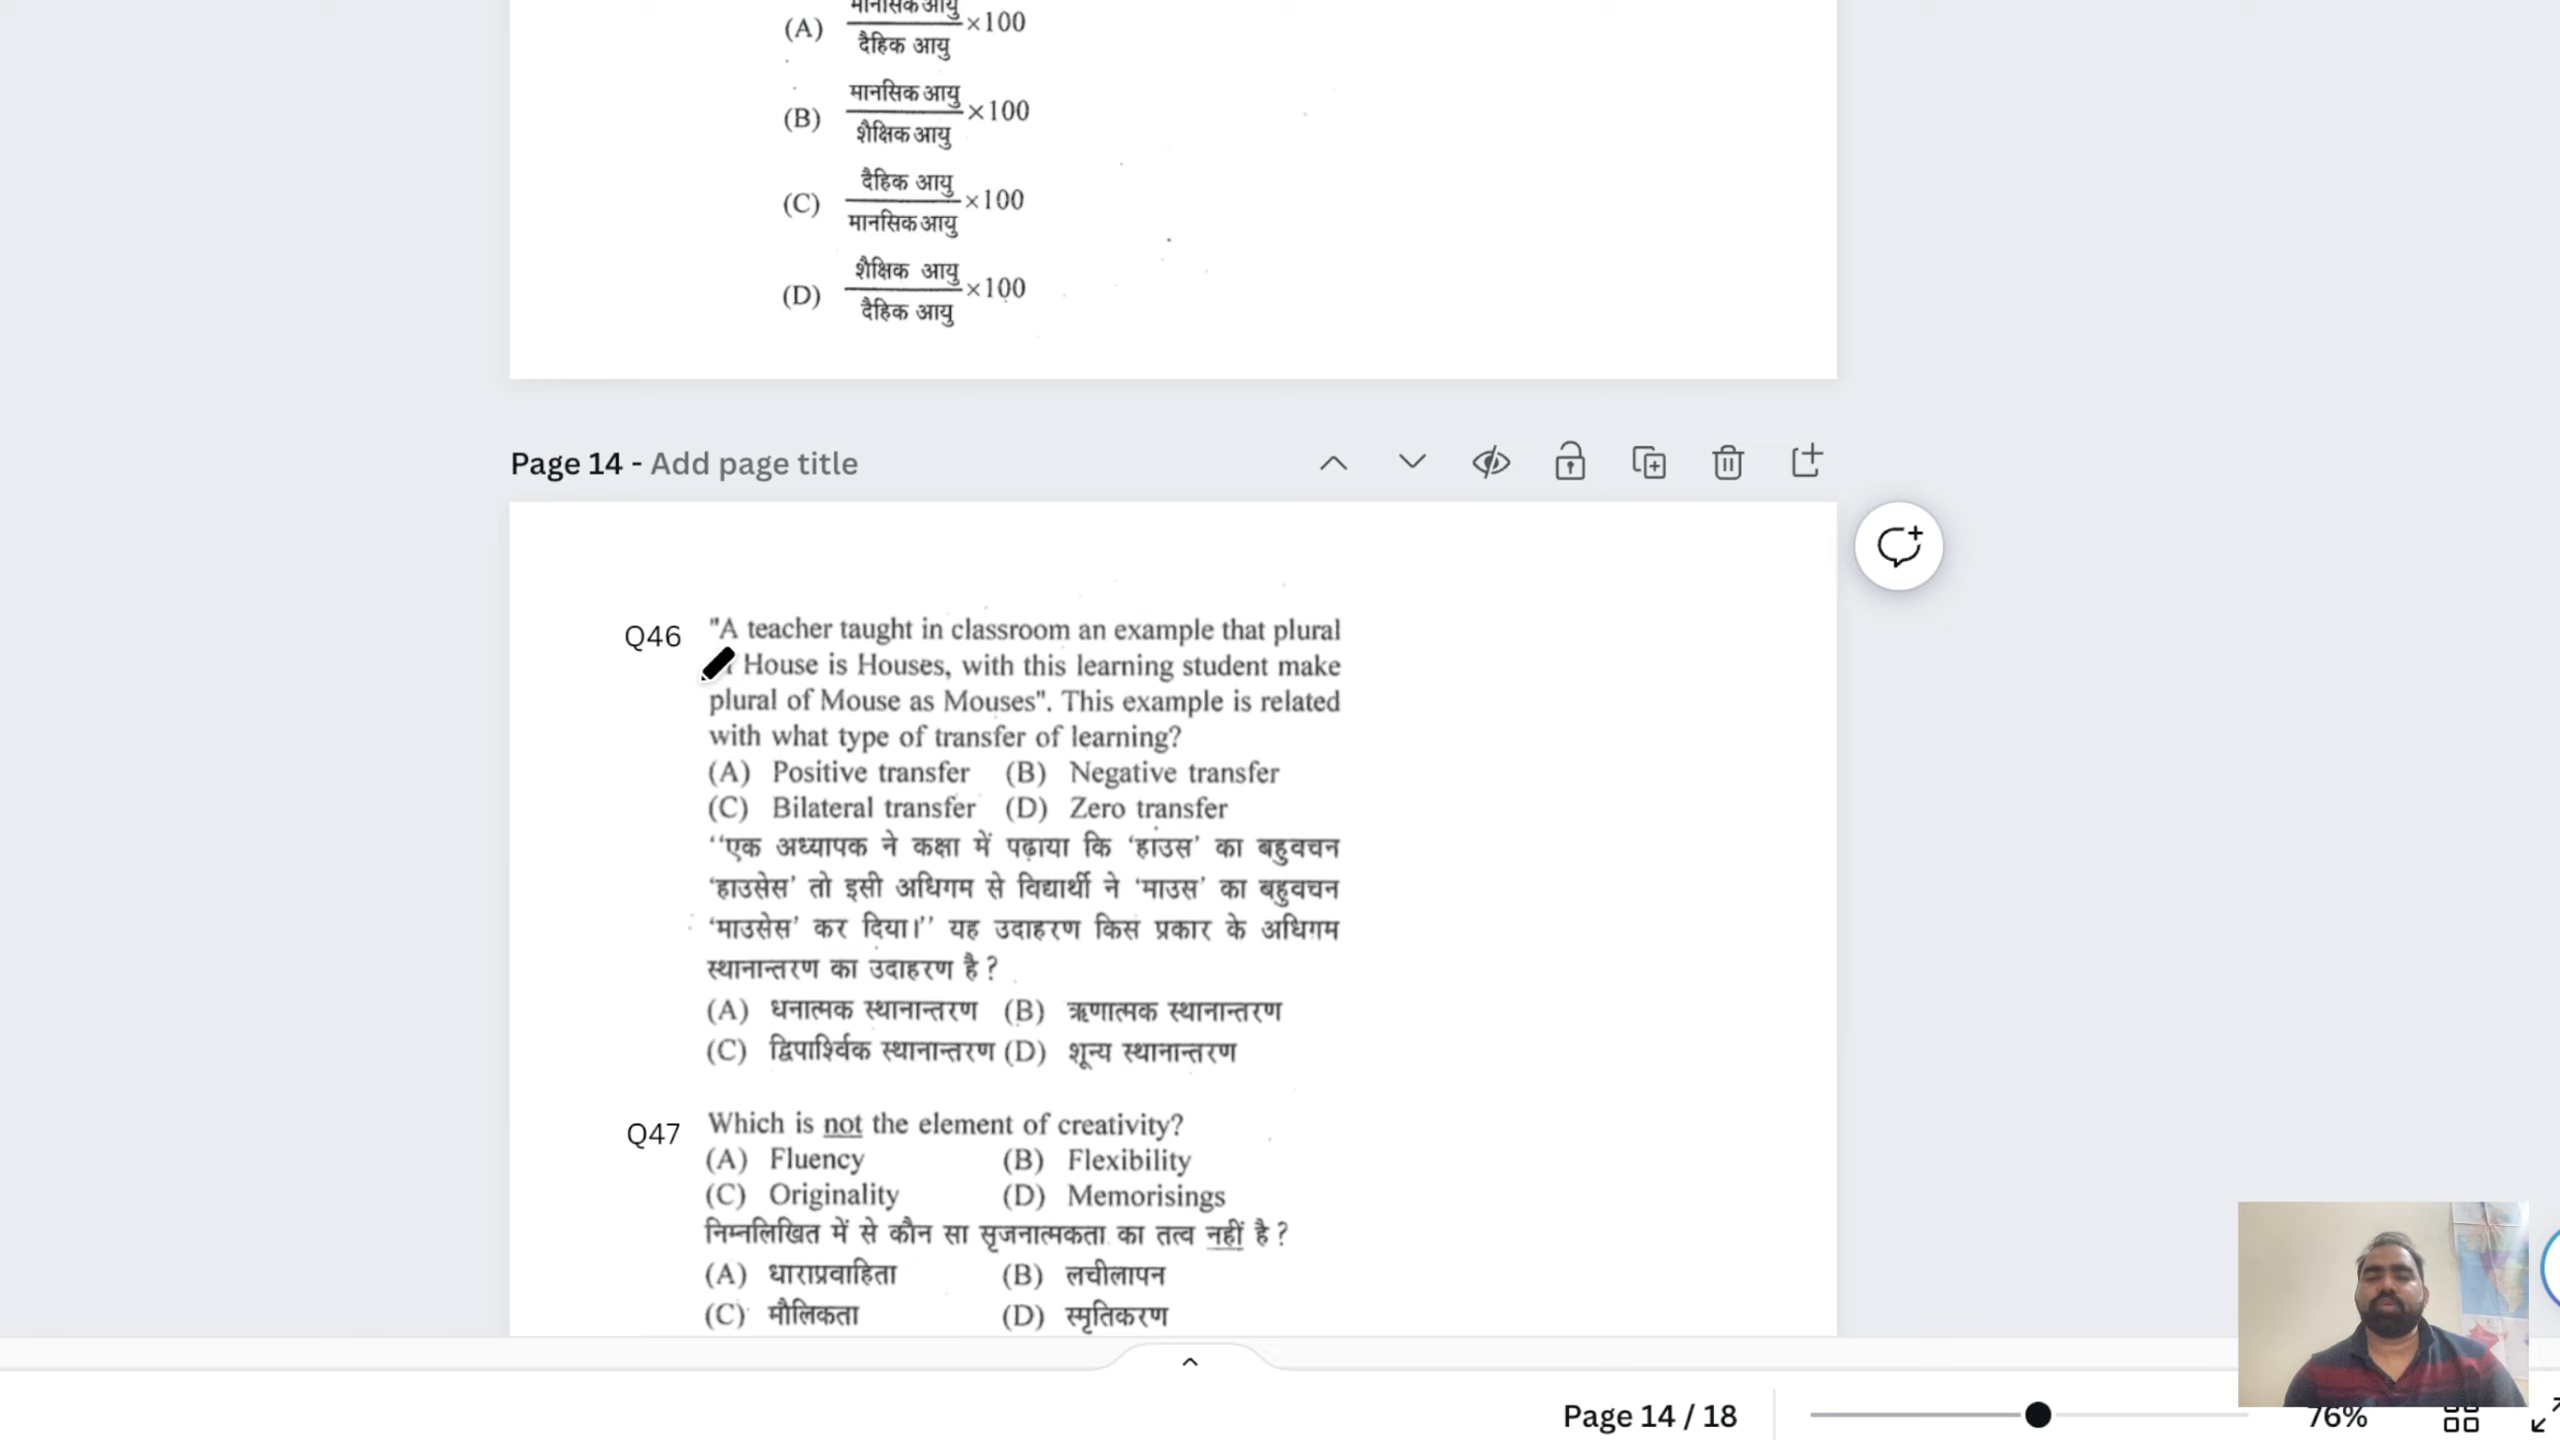 (A) मानसिक आयु ×100
दैहिक आयु
(B) मानसिक आयु ×100
शैक्षिक आयु
(C) दैहिक आयु ×100
मानसिक आयु
(D) शैक्षिक आयु ×100
दैहिक आयु
Page 14 - Add page title
Q46 "A teacher taught in classroom an example that plural
House is Houses, with this learning student make
plural of Mouse as Mouses". This example is related
with what type of transfer of learning?
(A) Positive transfer (B) Negative transfer
(C) Bilateral transfer (D) Zero transfer
‘‘एक अध्यापक ने कक्षा में पढ़ाया कि ‘हाउस’ का बहुवचन
‘हाउसेस’ तो इसी अधिगम से विद्यार्थी ने ‘माउस’ का बहुवचन
‘माउसेस’ कर दिया।’’ यह उदाहरण किस प्रकार के अधिगम
स्थानान्तरण का उदाहरण है ?
(A) धनात्मक स्थानान्तरण (B) ऋणात्मक स्थानान्तरण
(C) द्विपार्श्विक स्थानान्तरण (D) शून्य स्थानान्तरण
Q47 Which is not the element of creativity?
(A) Fluency (B) Flexibility
(C) Originality (D) Memorisings
निम्नलिखित में से कौन सा सृजनात्मकता का तत्व नहीं है ?
(A) धाराप्रवाहिता (B) लचीलापन
(C) मौलिकता (D) स्मृतिकरण
Page 14 / 18
76%